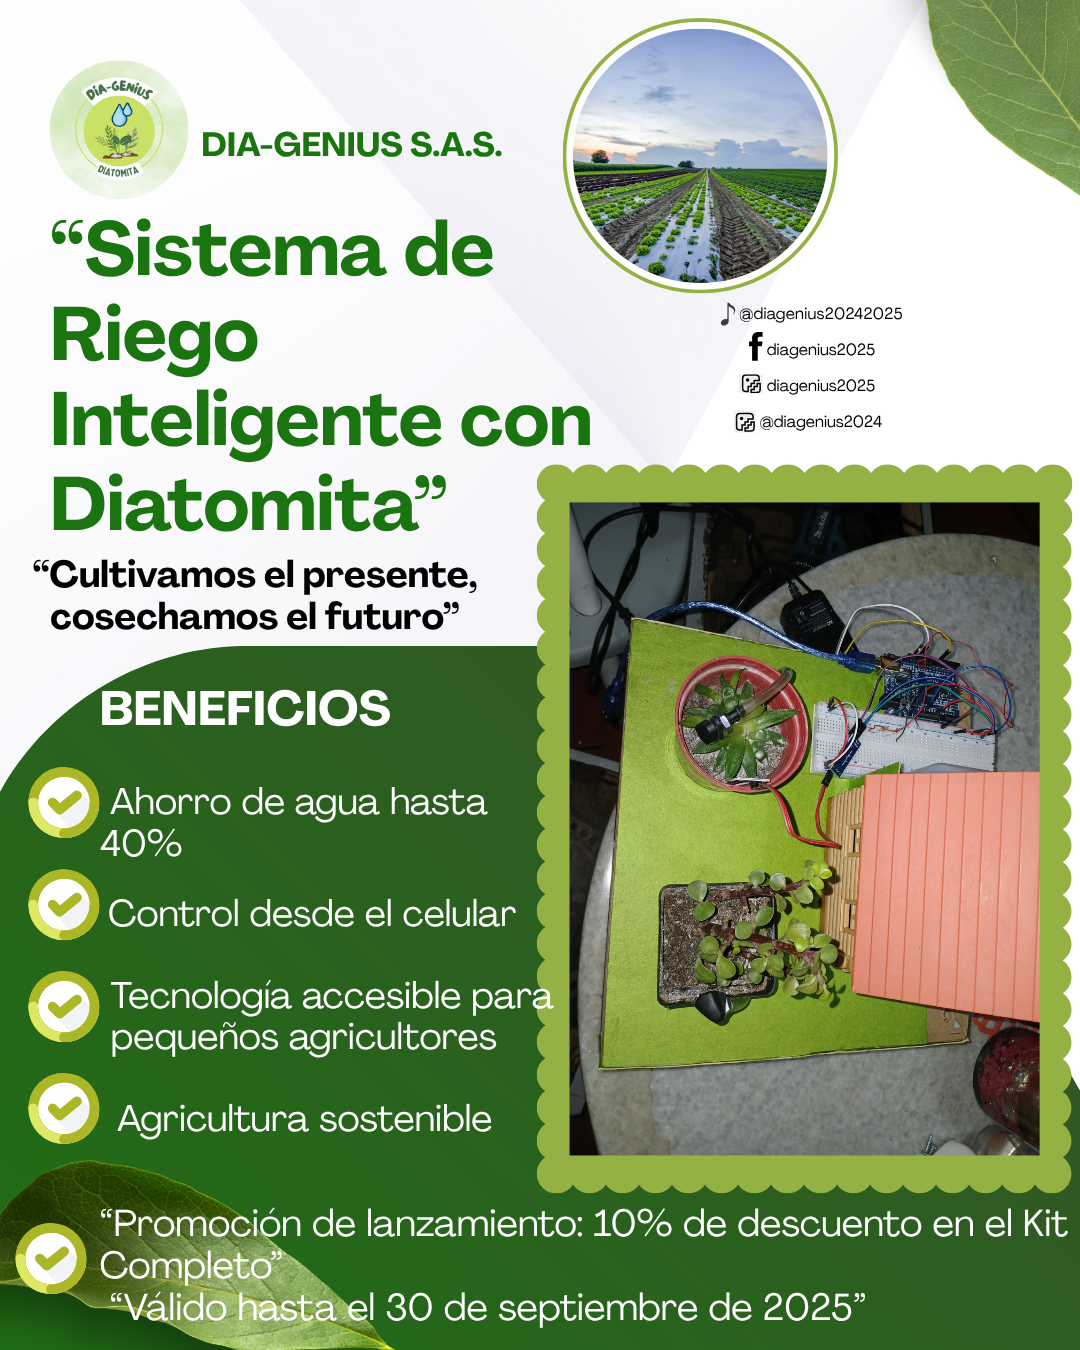 DIA-GENIUS
DIATOMITA
DIA-GENIUS S.A.S.
“Sistema de
Riego
Inteligente con
Diatomita”
“Cultivamos el presente,
cosechamos el futuro”
@diagenius20242025
diagenius2025
diagenius2025
@diagenius2024
BENEFICIOS
Ahorro de agua hasta
40%
Control desde el celular
Tecnología accesible para
pequeños agricultores
Agricultura sostenible
“Promoción de lanzamiento: 10% de descuento en el Kit
Completo”
“Válido hasta el 30 de septiembre de 2025”